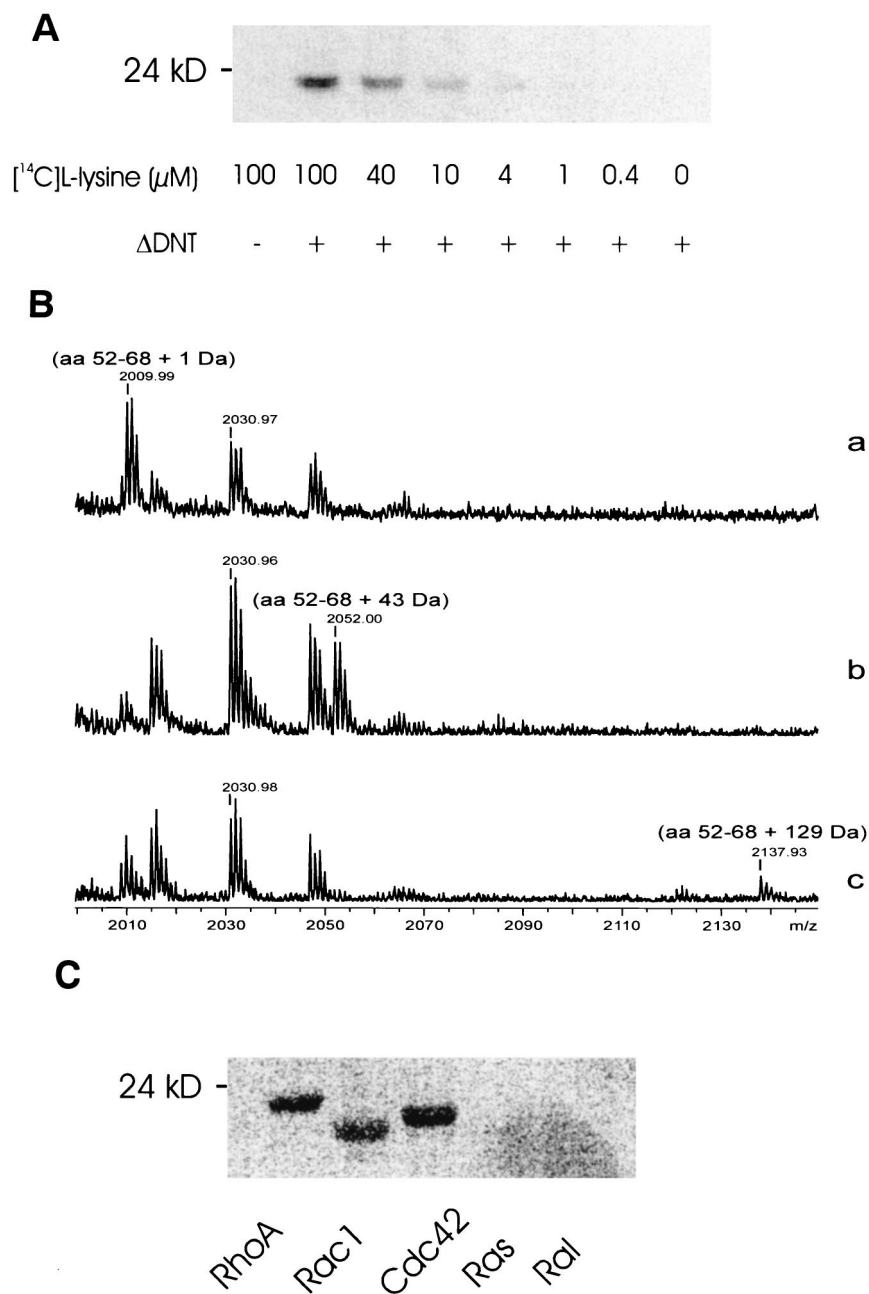 A
24 kD
[¹⁴C]L-lysine (µM) 100 100 40 10 4 1 0.4 0
ΔDNT - + + + + + + +
B
(aa 52-68 + 1 Da)
2009.99
2030.97
a
2030.96
(aa 52-68 + 43 Da)
2052.00
b
2030.98
(aa 52-68 + 129 Da)
2137.93
c
2010 2030 2050 2070 2090 2110 2130 m/z
C
24 kD
RhoA Rac1 Cdc42 Ras Ral